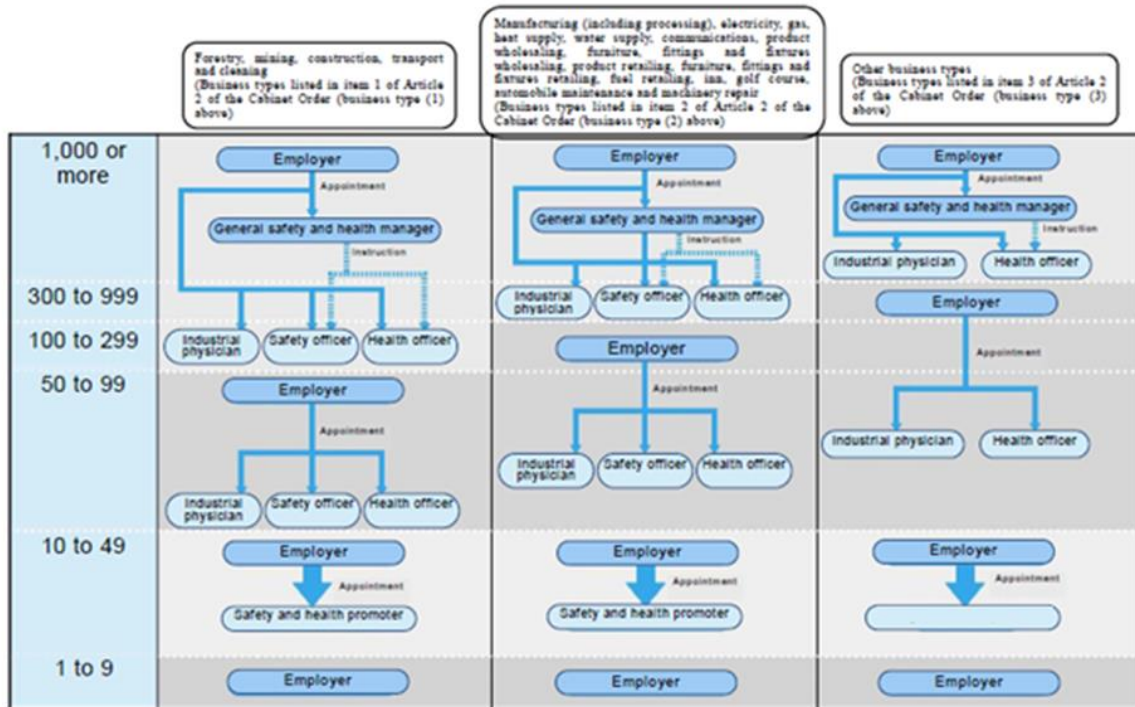 Forestry, mining, construction, transport
and cleaning
(Business types listed in item 1 of Article
2 of the Cabinet Order (business type (1)
above)
Manufacturing (including processing), electricity, gas,
heat supply, water supply, communications, product
wholesaling, furniture, fittings and fixtures
wholesaling, product retailing, furniture, fittings and
fixtures retailing, fuel retailing, inn, golf course,
automobile maintenance and machinery repair
(Business types listed in item 2 of Article 2 of the
Cabinet Order (business type (2) above)
Other business types
(Business types listed in item 3 of Article 2
of the Cabinet Order (business type (3)
above)
1,000 or
more
Employer
Appointment
General safety and health manager
Instruction
Industrial
physician
Safety officer
Health officer
Employer
Appointment
General safety and health manager
Instruction
Industrial
physician
Safety officer
Health officer
Employer
Appointment
General safety and health manager
Instruction
Industrial physician
Health officer
300 to 999
Employer
Appointment
Industrial physician
Health officer
100 to 299
Employer
Appointment
Industrial
physician
Safety officer
Health officer
50 to 99
Employer
Appointment
Industrial
physician
Safety officer
Health officer
10 to 49
Employer
Appointment
Safety and health promoter
Employer
Appointment
Safety and health promoter
Employer
Appointment
1 to 9
Employer
Employer
Employer